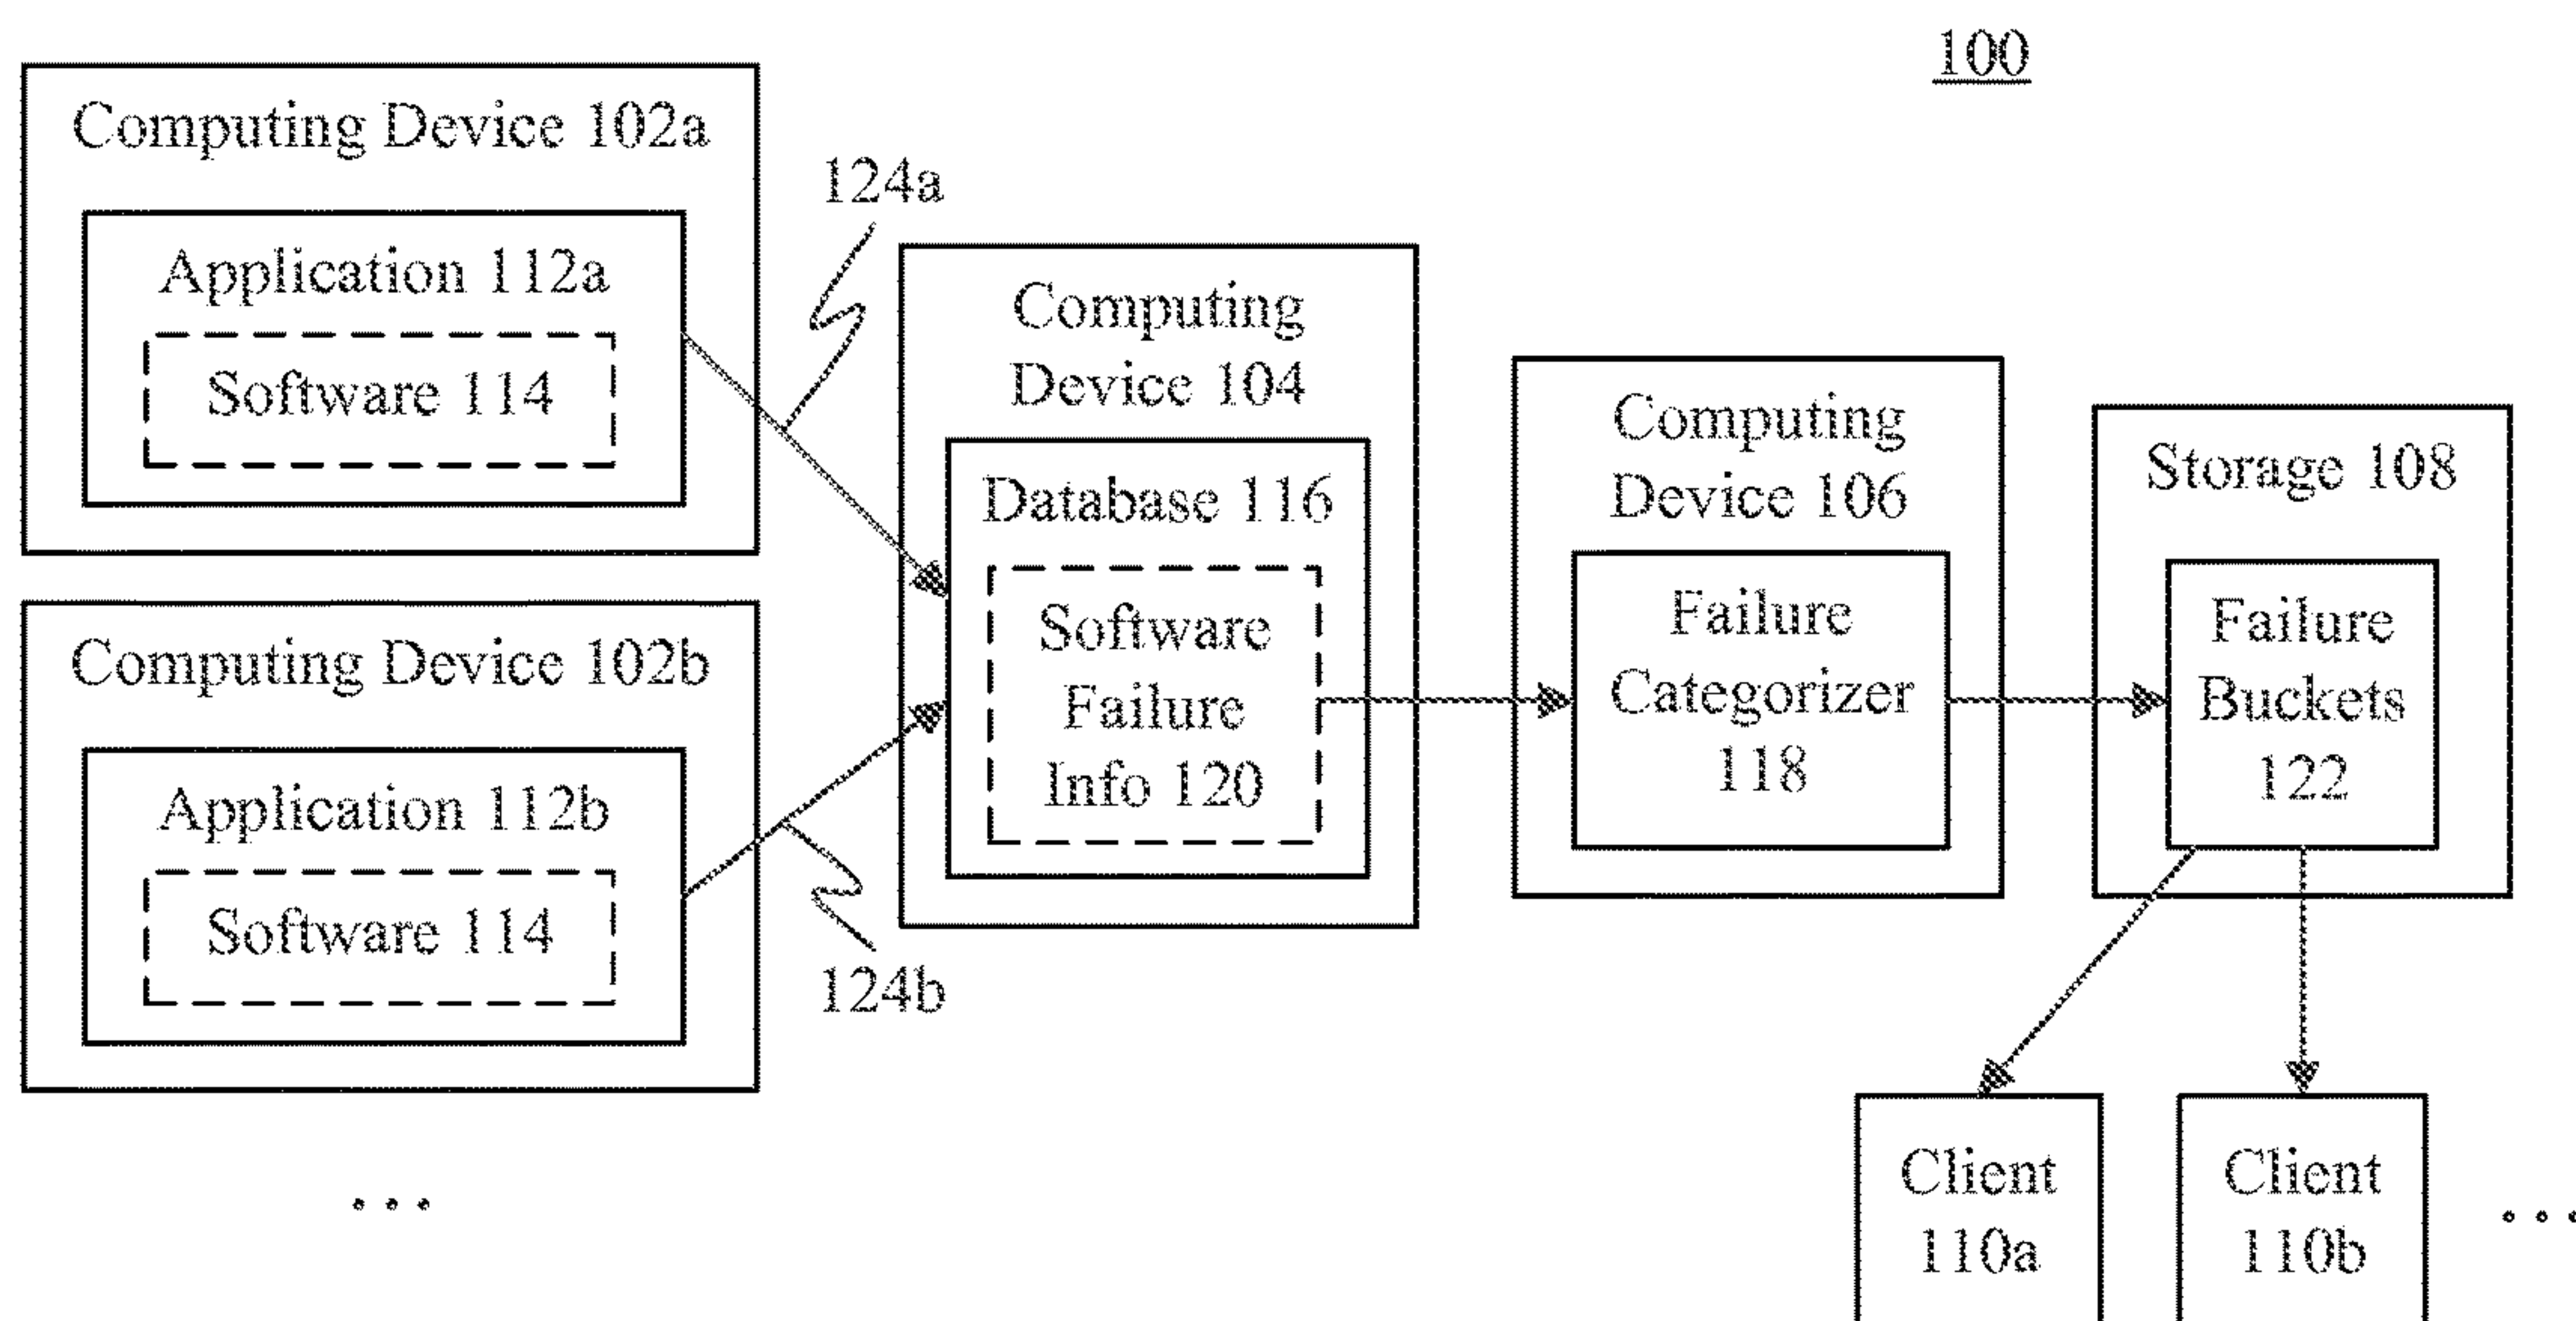 100
Computing Device 102a
Application 112a
Software 114
124a
Computing
Device 104
Database 116
Software
Failure
Info 120
Computing
Device 106
Failure
Categorizer
118
Storage 108
Failure
Buckets
122
Computing Device 102b
Application 112b
Software 114
124b
...
Client
110a
Client
110b
...